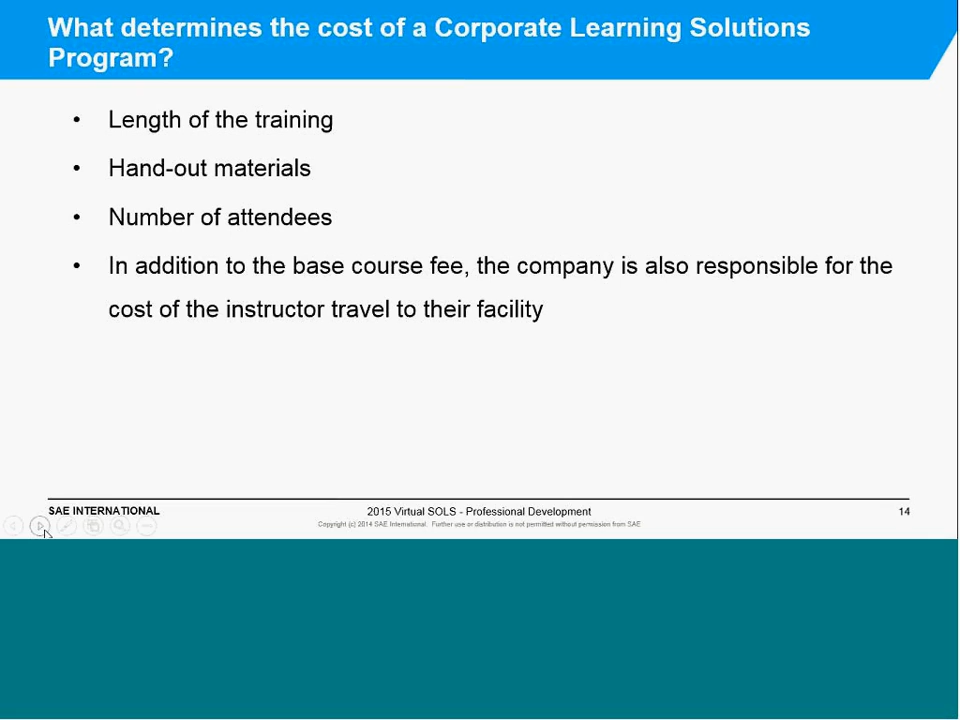 What determines the cost of a Corporate Learning Solutions
Program?
• Length of the training
• Hand-out materials
• Number of attendees
• In addition to the base course fee, the company is also responsible for the
cost of the instructor travel to their facility
SAE INTERNATIONAL
2015 Virtual SOLS - Professional Development
14
Copyright (c) 2014 SAE International. Further use or distribution is not permitted without permission from SAE